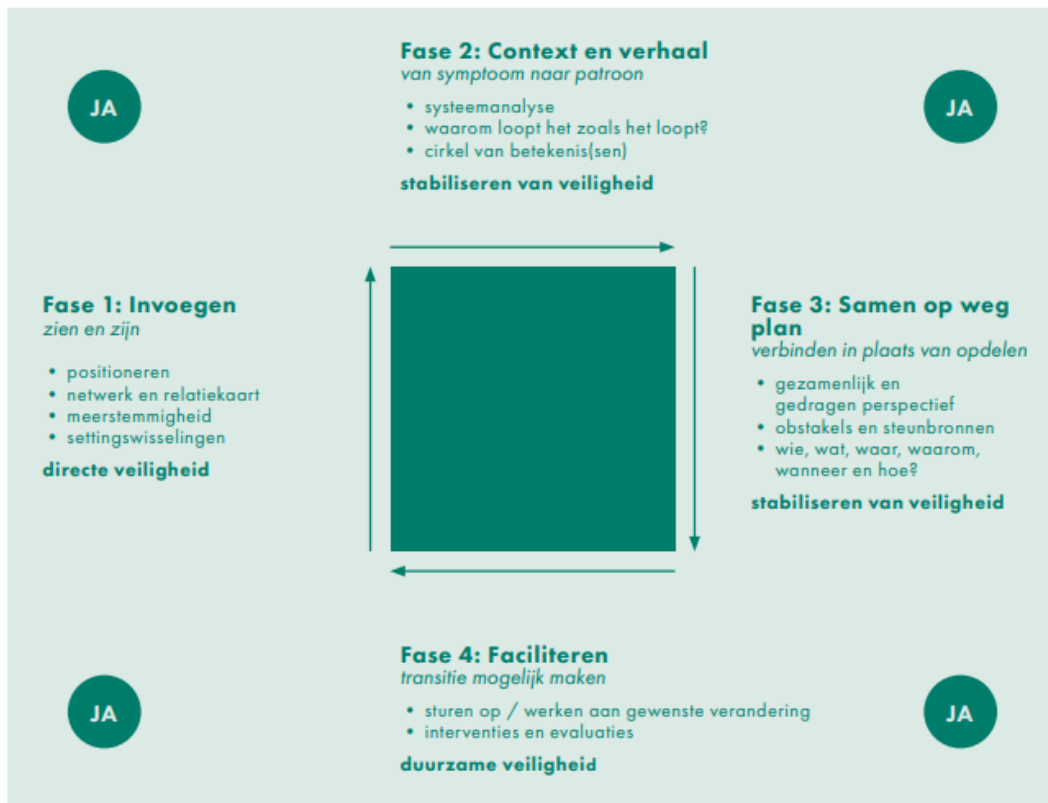 JA
Fase 2: Context en verhaal
van symptoom naar patroon
• systeemanalyse
• waarom loopt het zoals het loopt?
• cirkel van betekenis(sen)
stabiliseren van veiligheid
JA
Fase 1: Invoegen
zien en zijn
• positioneren
• netwerk en relatiekaart
• meerstemmigheid
• settingswisselingen
directe veiligheid
Fase 3: Samen op weg
plan
verbinden in plaats van opdelen
• gezamenlijk en
gedragen perspectief
• obstakels en steunbronnen
• wie, wat, waar, waarom,
wanneer en hoe?
stabiliseren van veiligheid
JA
Fase 4: Faciliteren
transitie mogelijk maken
• sturen op / werken aan gewenste verandering
• interventies en evaluaties
duurzame veiligheid
JA